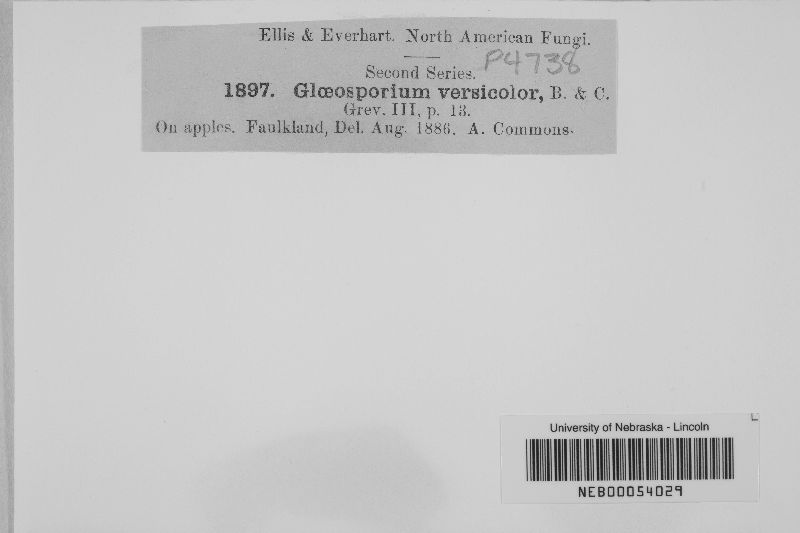 Ellis & Everhart. North American Fungi.
P4738
Second Series.
1897. Glœosporium versicolor, B. & C.
Grev. III, p. 13.
On apples. Faulkland, Del. Aug. 1886. A. Commons.
University of Nebraska - Lincoln
NEB00054029